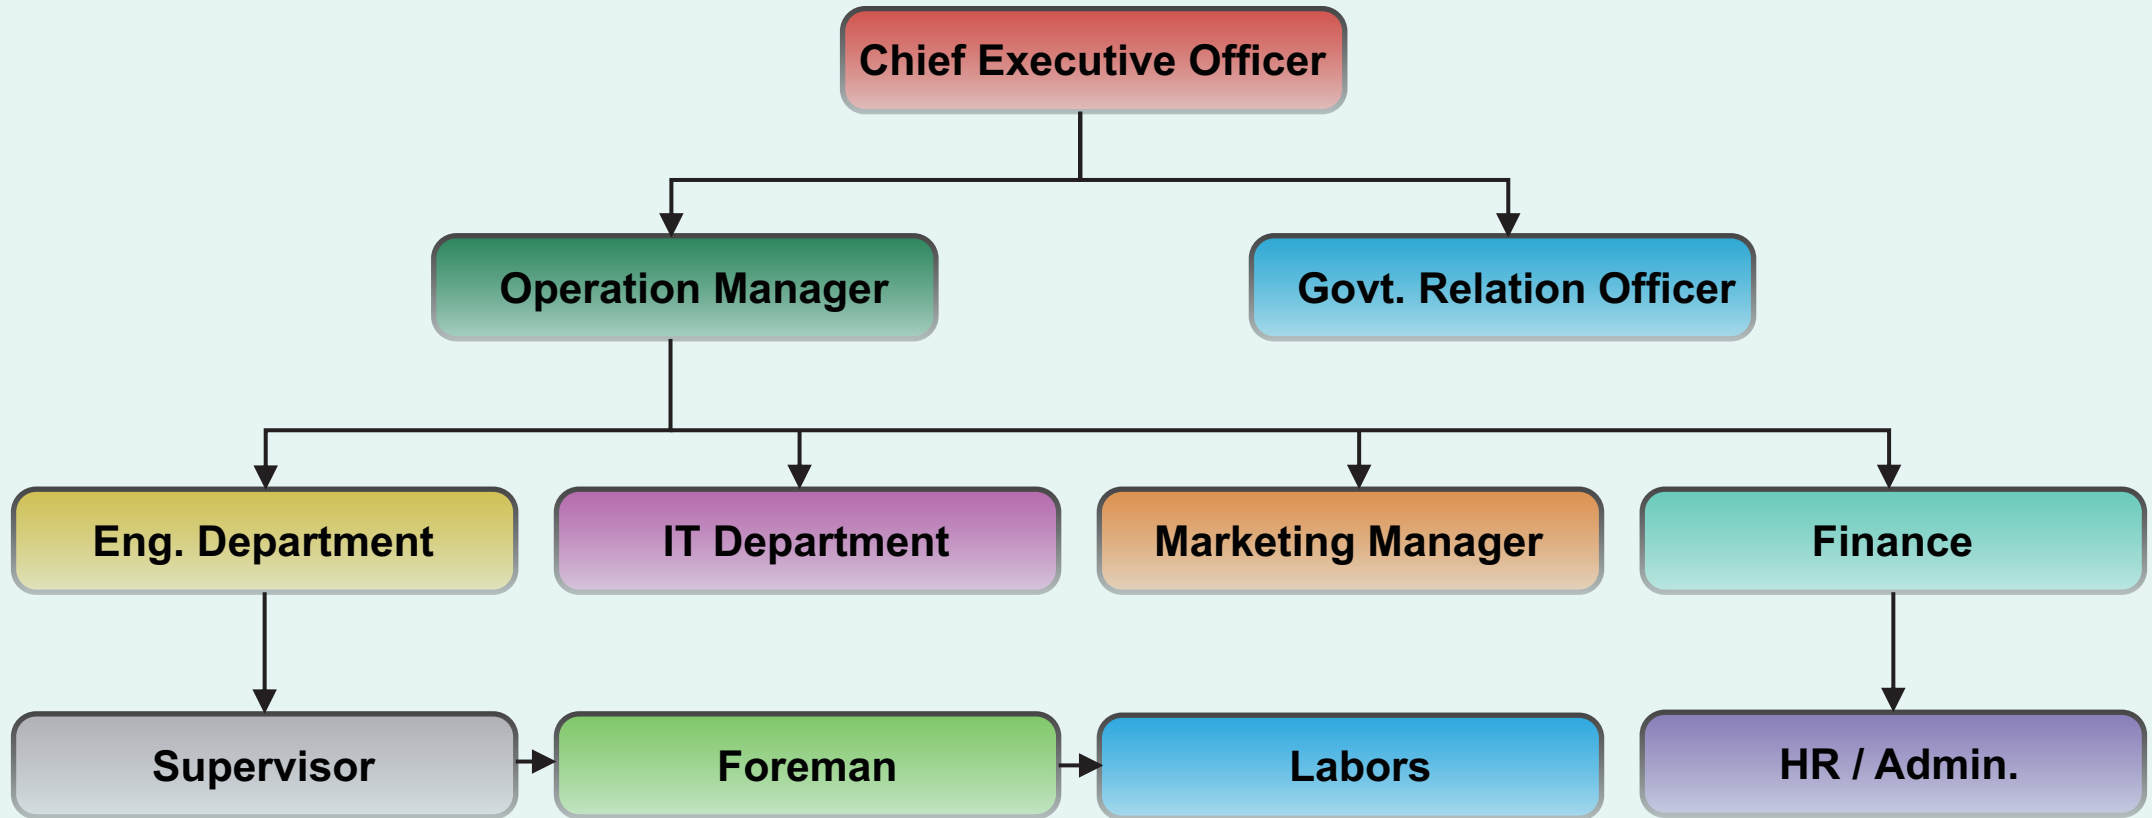 Chief Executive Officer
Operation Manager
Govt. Relation Officer
Eng. Department
IT Department
Marketing Manager
Finance
Supervisor
Foreman
Labors
HR / Admin.